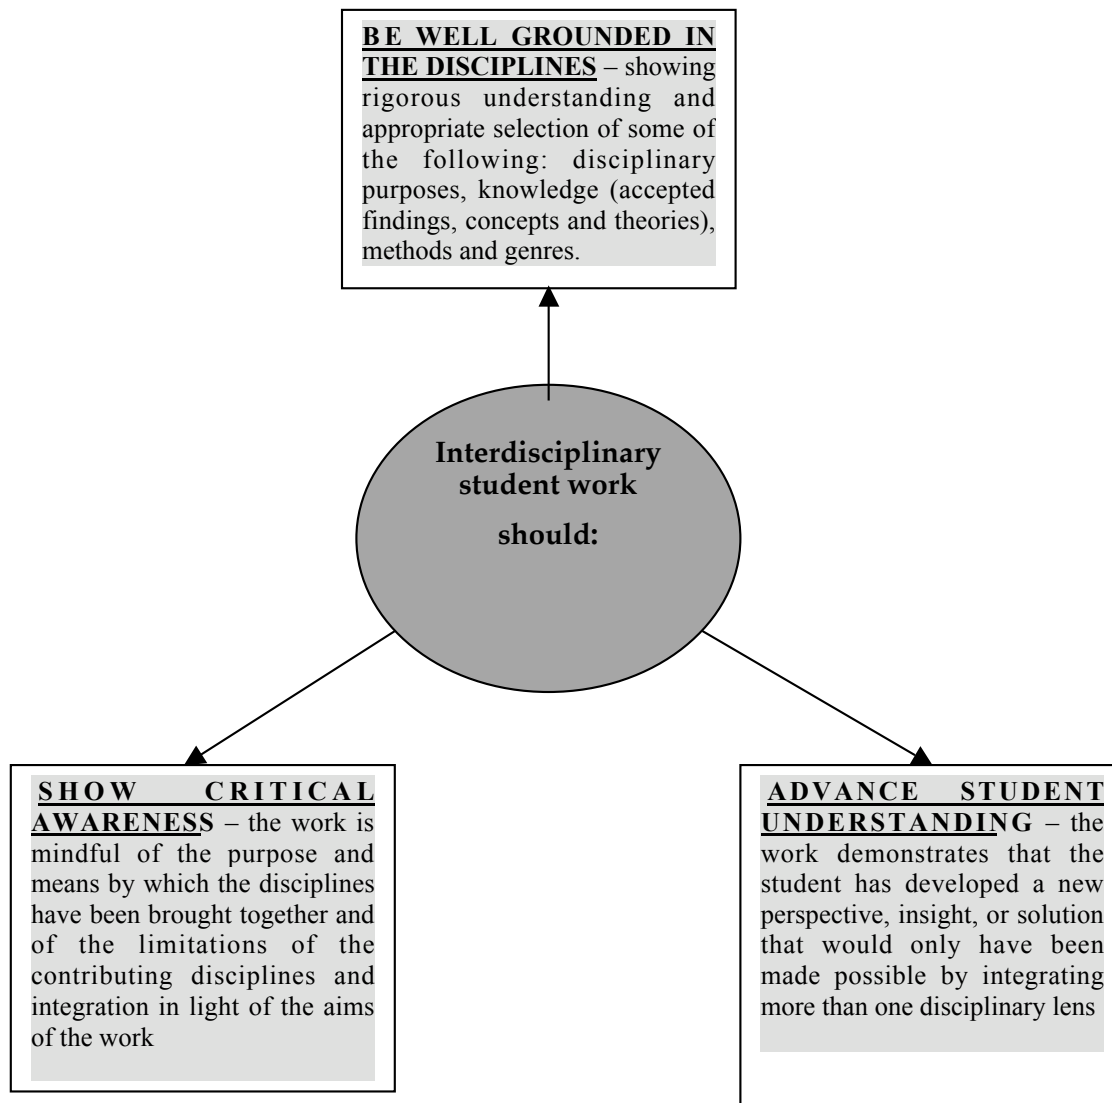 BE WELL GROUNDED IN
THE DISCIPLINES – showing
rigorous understanding and
appropriate selection of some of
the following: disciplinary
purposes, knowledge (accepted
findings, concepts and theories),
methods and genres.
Interdisciplinary
student work
should:
SHOW CRITICAL
AWARENESS – the work is
mindful of the purpose and
means by which the disciplines
have been brought together and
of the limitations of the
contributing disciplines and
integration in light of the aims
of the work
ADVANCE STUDENT
UNDERSTANDING – the
work demonstrates that the
student has developed a new
perspective, insight, or solution
that would only have been
made possible by integrating
more than one disciplinary lens